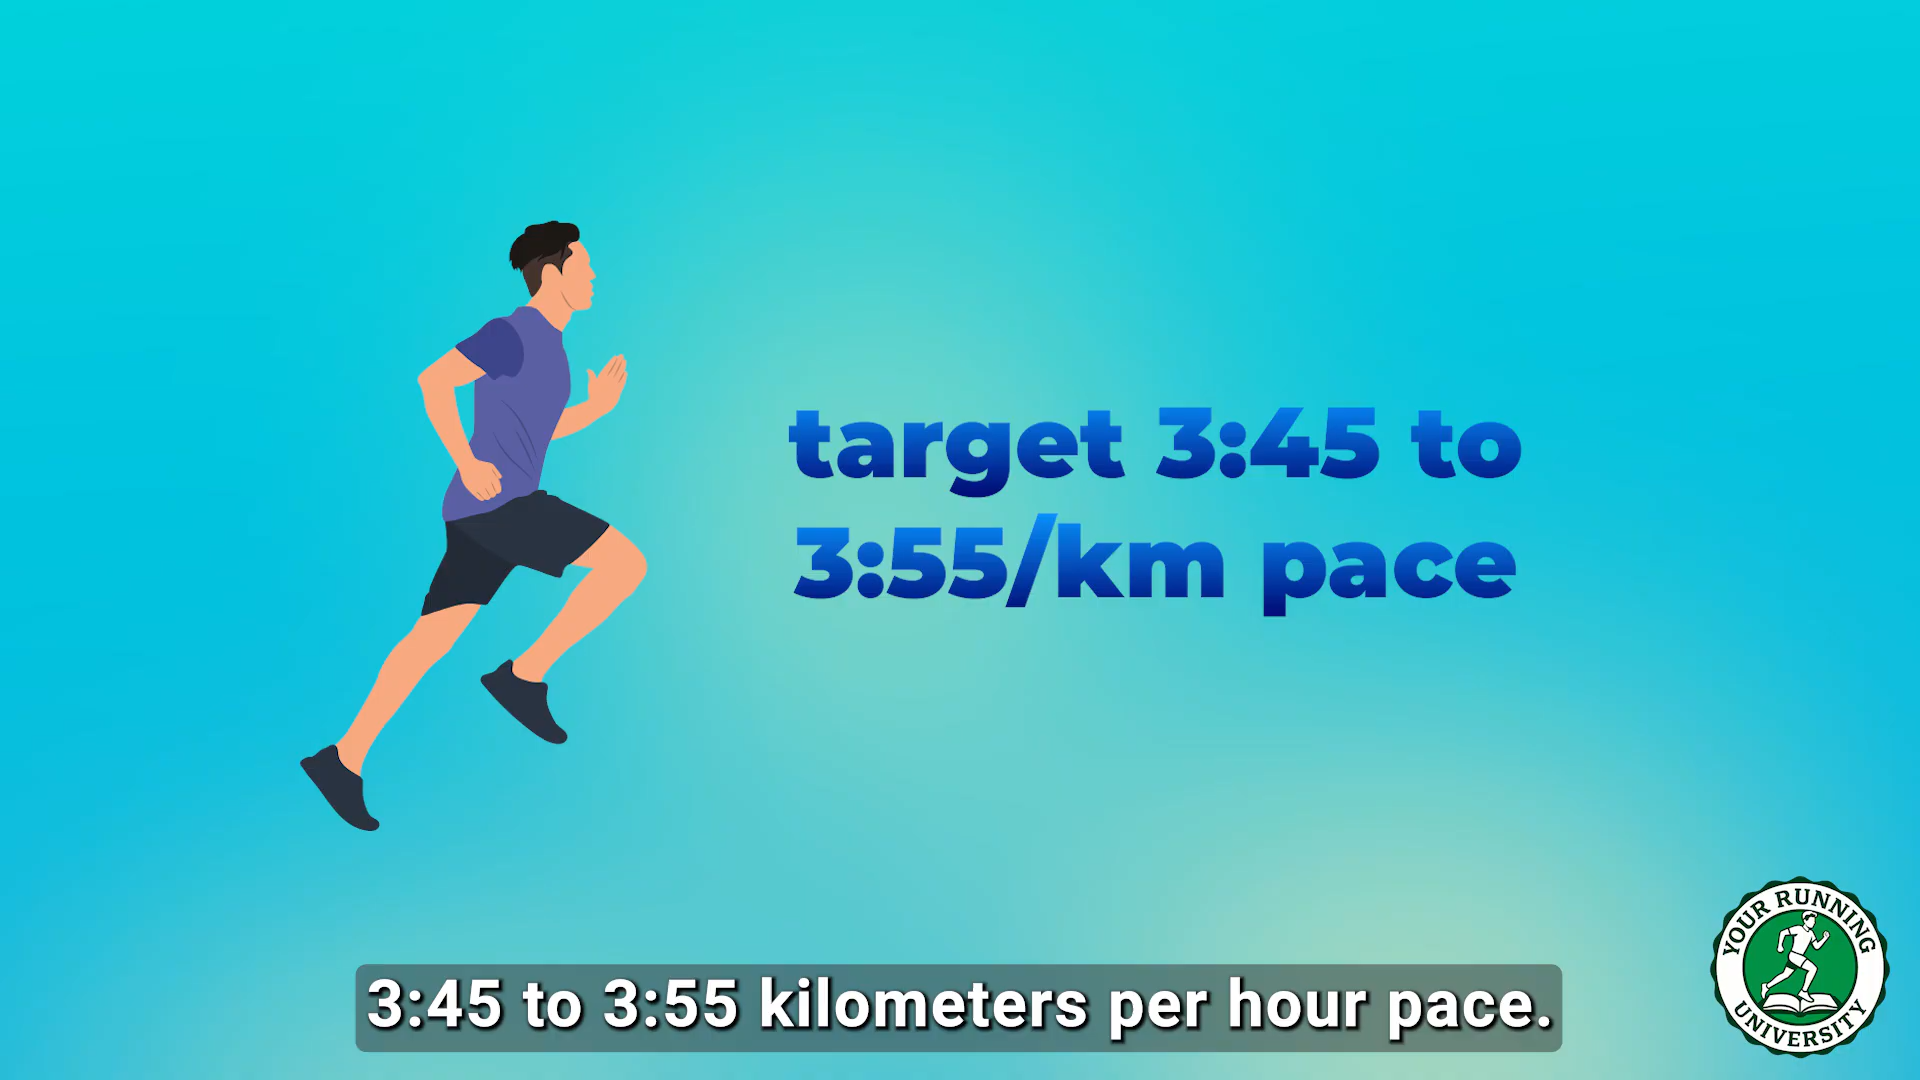 target 3:45 to
3:55/km pace
YOUR RUNNING
UNIVERSITY
3:45 to 3:55 kilometers per hour pace.